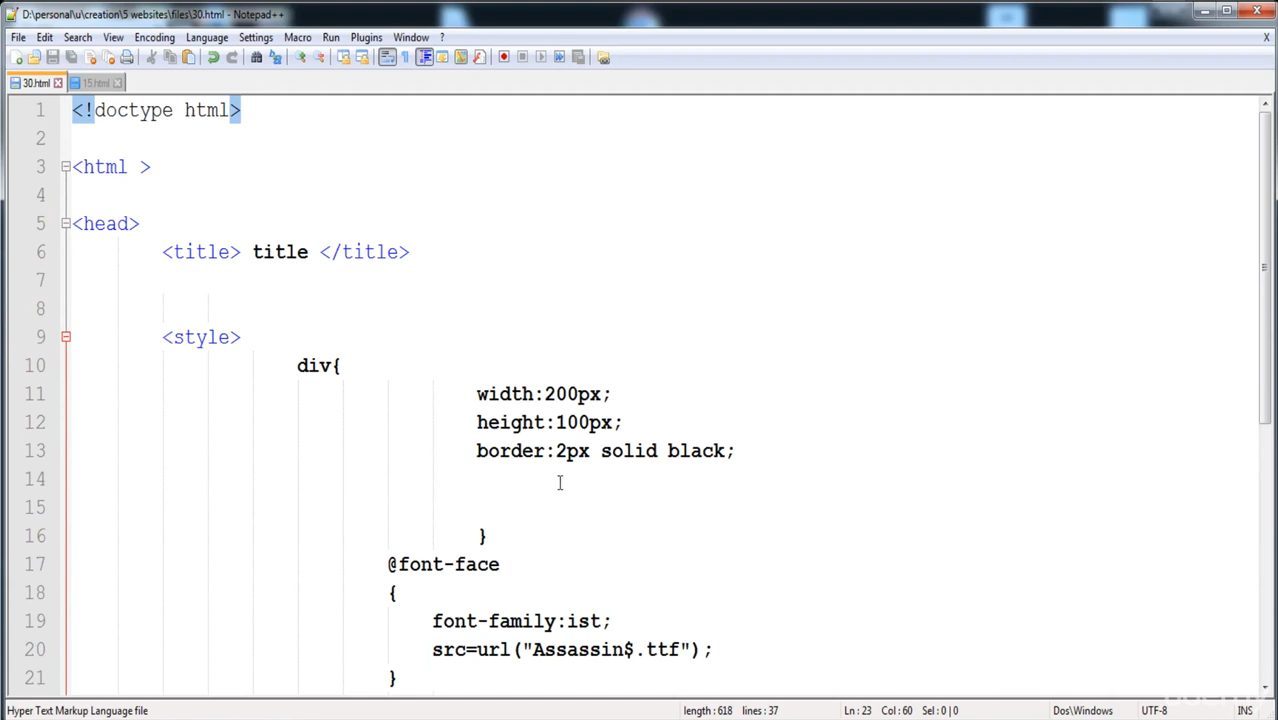 D:\personal\u\creation\5 websites\files\30.html - Notepad++
File Edit Search View Encoding Language Settings Macro Run Plugins Window ? X
30.html 15.html
1 <!doctype html>
2
3 <html >
4
5 <head>
6 <title> title </title>
7
8
9 <style>
10 div{
11 width:200px;
12 height:100px;
13 border:2px solid black;
14
15
16 }
17 @font-face
18 {
19 font-family:ist;
20 src=url("Assassin$.ttf");
21 }
Hyper Text Markup Language file length:618 lines:37 Ln:23 Col:60 Sel:0|0 Dos\Windows UTF-8 INS